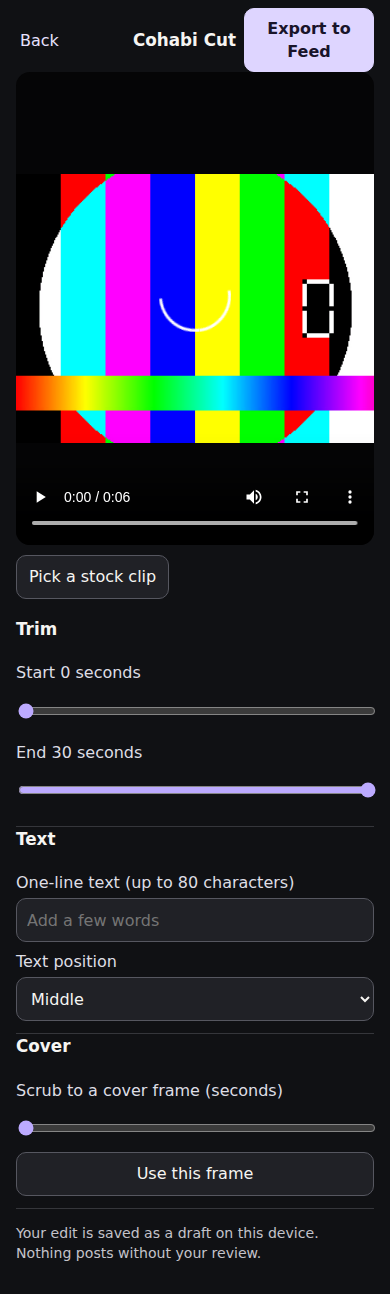 Back
Cohabi Cut
Export to
Feed
0
0:00 / 0:06
Pick a stock clip
Trim
Start 0 seconds
End 30 seconds
Text
One-line text (up to 80 characters)
Add a few words
Text position
Middle
Cover
Scrub to a cover frame (seconds)
Use this frame
Your edit is saved as a draft on this device.
Nothing posts without your review.